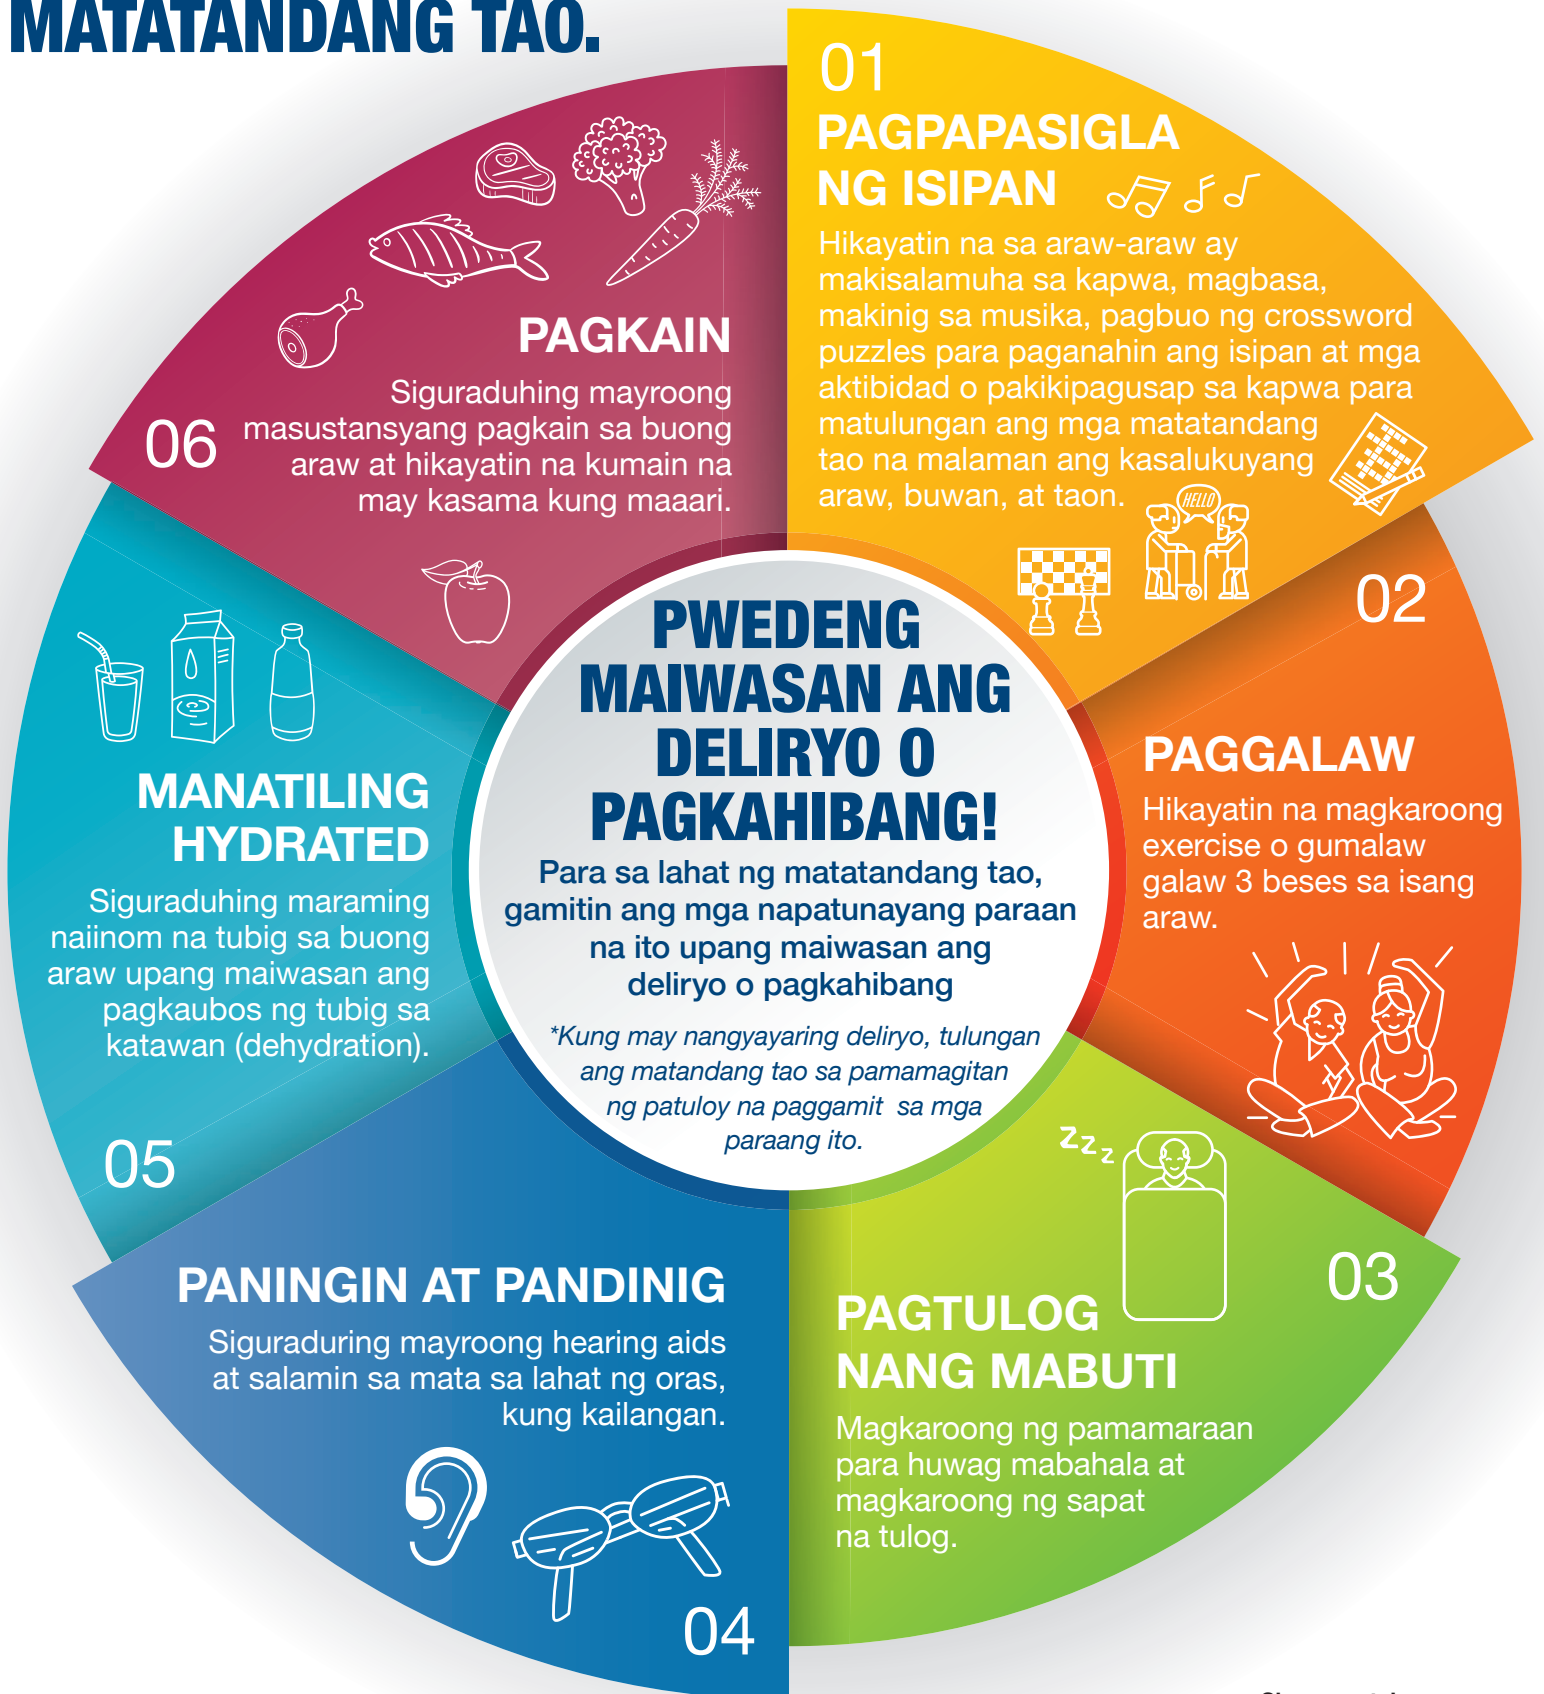 MATATANDANG TAO.
01
PAGPAPASIGLA
NG ISIPAN
Hikayatin na sa araw-araw ay
makisalamuha sa kapwa, magbasa,
makinig sa musika, pagbuo ng crossword
puzzles para paganahin ang isipan at mga
aktibidad o pakikipagusap sa kapwa para
matulungan ang mga matatandang
tao na malaman ang kasalukuyang
araw, buwan, at taon.
HELLO
02
PAGGALAW
Hikayatin na magkaroong
exercise o gumalaw
galaw 3 beses sa isang
araw.
zzz
03
PAGTULOG
NANG MABUTI
Magkaroong ng pamamaraan
para huwag mabahala at
magkaroong ng sapat
na tulog.
PANINGIN AT PANDINIG
Siguraduring mayroong hearing aids
at salamin sa mata sa lahat ng oras,
kung kailangan.
04
MANATILING
HYDRATED
Siguraduhing maraming
naiinom na tubig sa buong
araw upang maiwasan ang
pagkaubos ng tubig sa
katawan (dehydration).
05
PAGKAIN
Siguraduhing mayroong
masustansyang pagkain sa buong
araw at hikayatin na kumain na
may kasama kung maaari.
06
PWEDENG
MAIWASAN ANG
DELIRYO O
PAGKAHIBANG!
Para sa lahat ng matatandang tao,
gamitin ang mga napatunayang paraan
na ito upang maiwasan ang
deliryo o pagkahibang
*Kung may nangyayaring deliryo, tulungan
ang matandang tao sa pamamagitan
ng patuloy na paggamit sa mga
paraang ito.